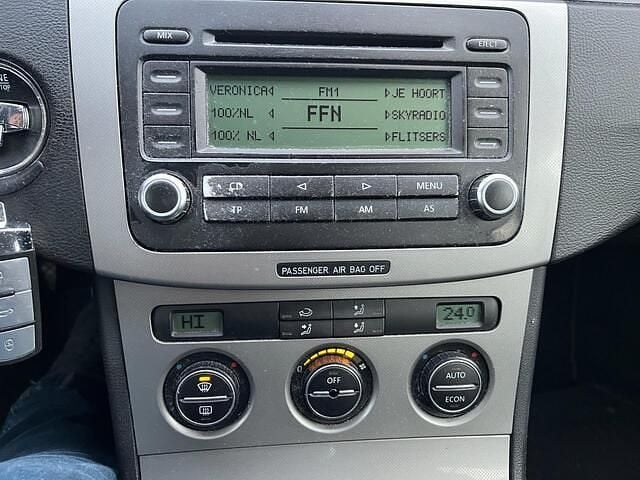 MIX
EJECT
VERONICA FM1 JE HOORT
100%NL FFN SKYRADIO
100% NL FLITSERS
CD MENU
TP FM AM AS
PASSENGER AIR BAG OFF
HI 24.0
OFF AUTO
ECON